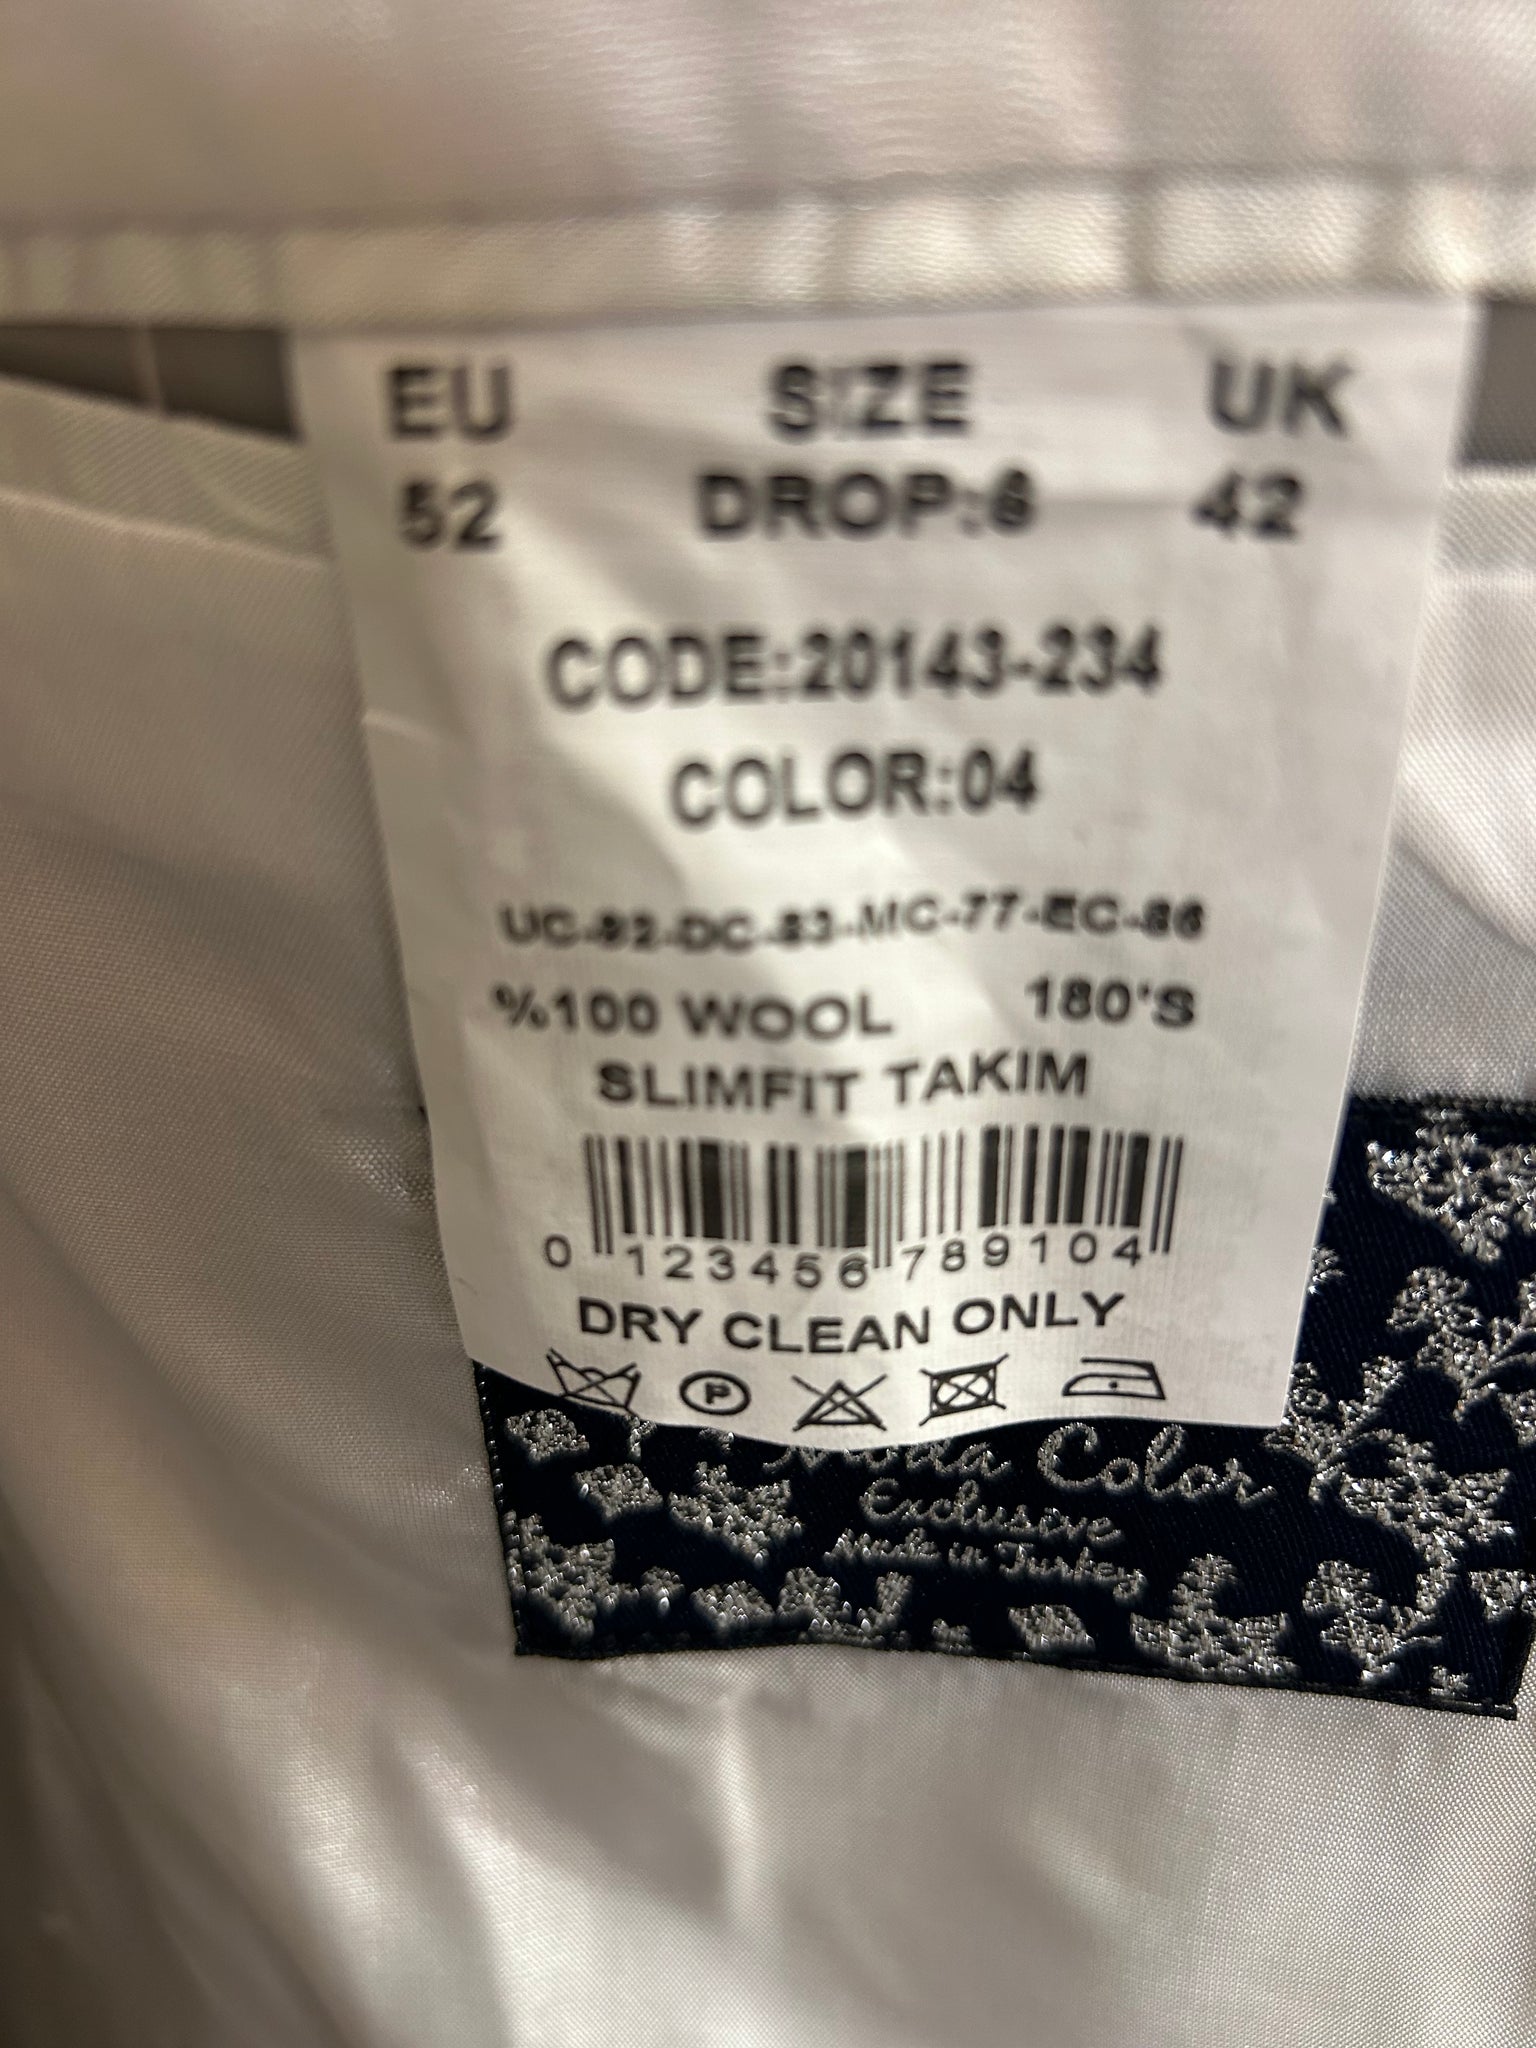 EU SIZE UK
52 DROP:6 42
CODE:20143-234
COLOR:04
UC-92-DC-83-MC-77-EC-86
%100 WOOL 180'S
SLIMFIT TAKIM
0 123456 789104
DRY CLEAN ONLY
P
Color
Exclusive
Made in Turkey